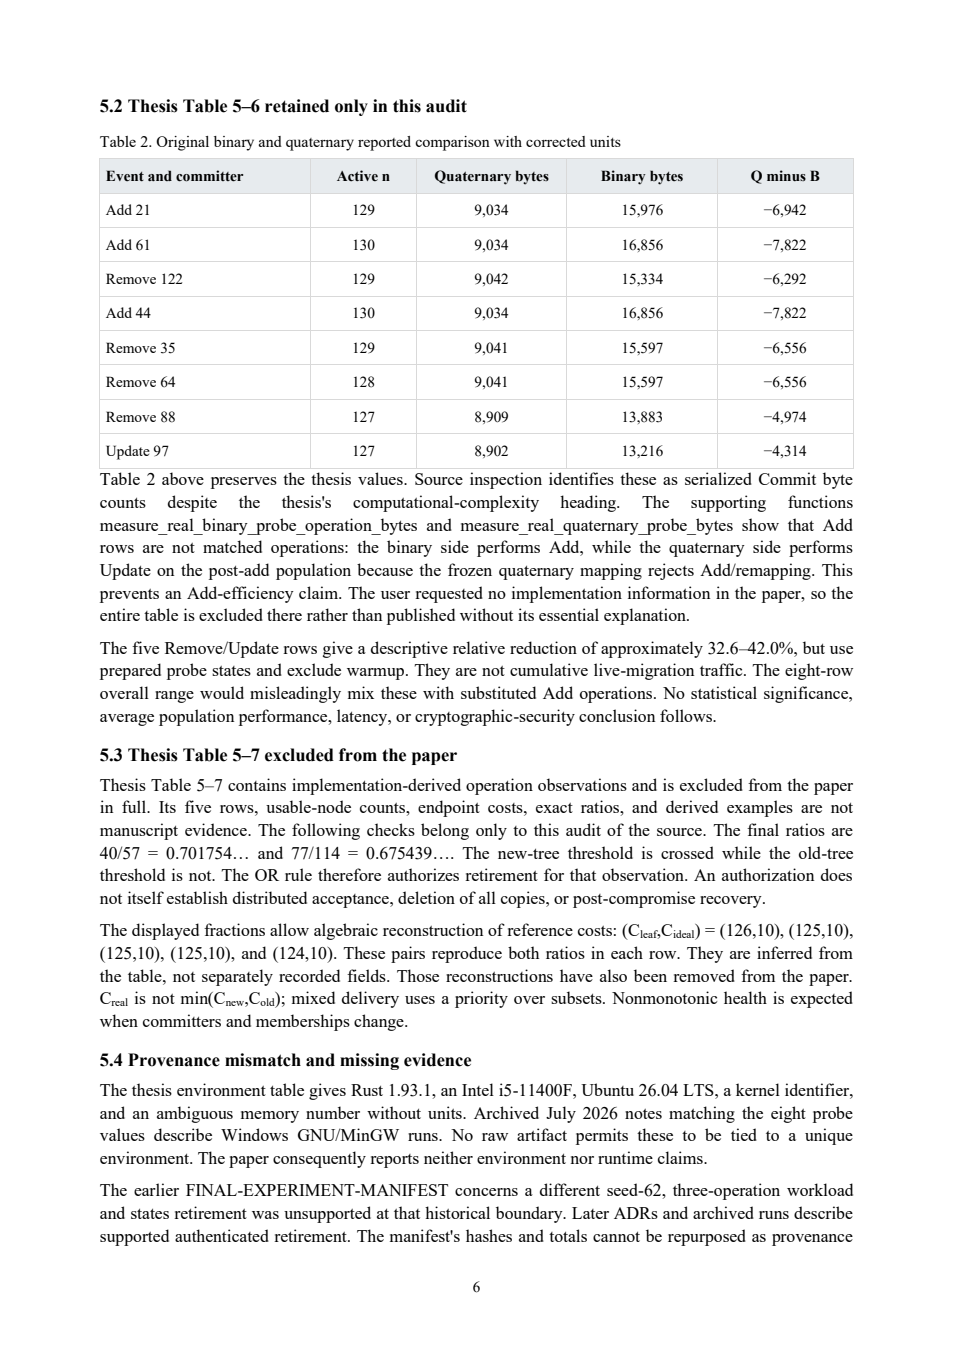 5.2 Thesis Table 5–6 retained only in this audit
Table 2. Original binary and quaternary reported comparison with corrected units
Event and committer Active n Quaternary bytes Binary bytes Q minus B
Add 21 129 9,034 15,976 −6,942
Add 61 130 9,034 16,856 −7,822
Remove 122 129 9,042 15,334 −6,292
Add 44 130 9,034 16,856 −7,822
Remove 35 129 9,041 15,597 −6,556
Remove 64 128 9,041 15,597 −6,556
Remove 88 127 8,909 13,883 −4,974
Update 97 127 8,902 13,216 −4,314
Table 2 above preserves the thesis values. Source inspection identifies these as serialized Commit byte
counts despite the thesis's computational-complexity heading. The supporting functions
measure_real_binary_probe_operation_bytes and measure_real_quaternary_probe_bytes show that Add
rows are not matched operations: the binary side performs Add, while the quaternary side performs
Update on the post-add population because the frozen quaternary mapping rejects Add/remapping. This
prevents an Add-efficiency claim. The user requested no implementation information in the paper, so the
entire table is excluded there rather than published without its essential explanation.
The five Remove/Update rows give a descriptive relative reduction of approximately 32.6–42.0%, but use
prepared probe states and exclude warmup. They are not cumulative live-migration traffic. The eight-row
overall range would misleadingly mix these with substituted Add operations. No statistical significance,
average population performance, latency, or cryptographic-security conclusion follows.
5.3 Thesis Table 5–7 excluded from the paper
Thesis Table 5–7 contains implementation-derived operation observations and is excluded from the paper
in full. Its five rows, usable-node counts, endpoint costs, exact ratios, and derived examples are not
manuscript evidence. The following checks belong only to this audit of the source. The final ratios are
40/57 = 0.701754… and 77/114 = 0.675439…. The new-tree threshold is crossed while the old-tree
threshold is not. The OR rule therefore authorizes retirement for that observation. An authorization does
not itself establish distributed acceptance, deletion of all copies, or post-compromise recovery.
The displayed fractions allow algebraic reconstruction of reference costs: (Cleaf,Cideal) = (126,10), (125,10),
(125,10), (125,10), and (124,10). These pairs reproduce both ratios in each row. They are inferred from
the table, not separately recorded fields. Those reconstructions have also been removed from the paper.
Creal is not min(Cnew,Cold); mixed delivery uses a priority over subsets. Nonmonotonic health is expected
when committers and memberships change.
5.4 Provenance mismatch and missing evidence
The thesis environment table gives Rust 1.93.1, an Intel i5-11400F, Ubuntu 26.04 LTS, a kernel identifier,
and an ambiguous memory number without units. Archived July 2026 notes matching the eight probe
values describe Windows GNU/MinGW runs. No raw artifact permits these to be tied to a unique
environment. The paper consequently reports neither environment nor runtime claims.
The earlier FINAL-EXPERIMENT-MANIFEST concerns a different seed-62, three-operation workload
and states retirement was unsupported at that historical boundary. Later ADRs and archived runs describe
supported authenticated retirement. The manifest's hashes and totals cannot be repurposed as provenance
6